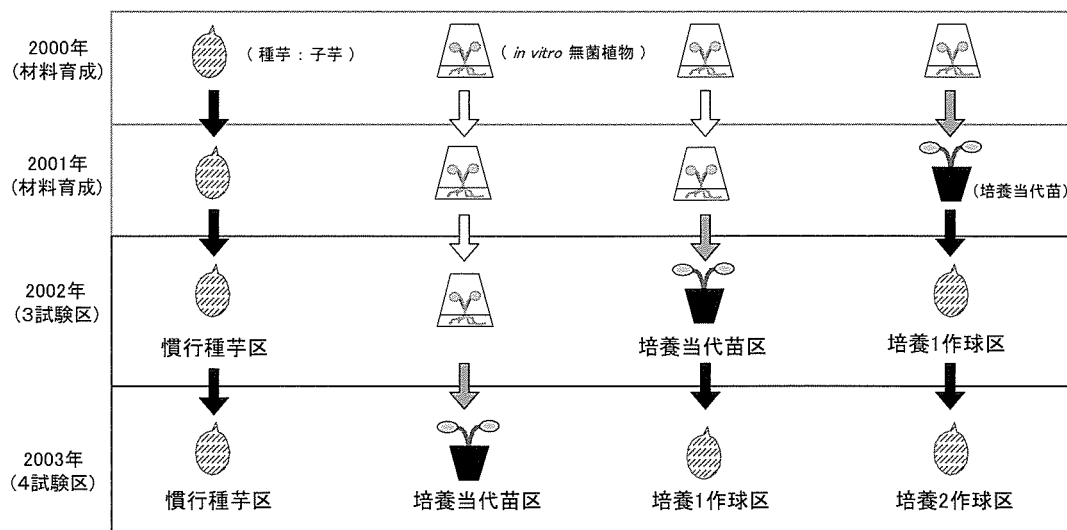 2000年
(材料育成)
(種芋：子芋)
(in vitro 無菌植物)
2001年
(材料育成)
(培養当代苗)
2002年
(3試験区)
慣行種芋区
培養当代苗区
培養1作球区
2003年
(4試験区)
慣行種芋区
培養当代苗区
培養1作球区
培養2作球区